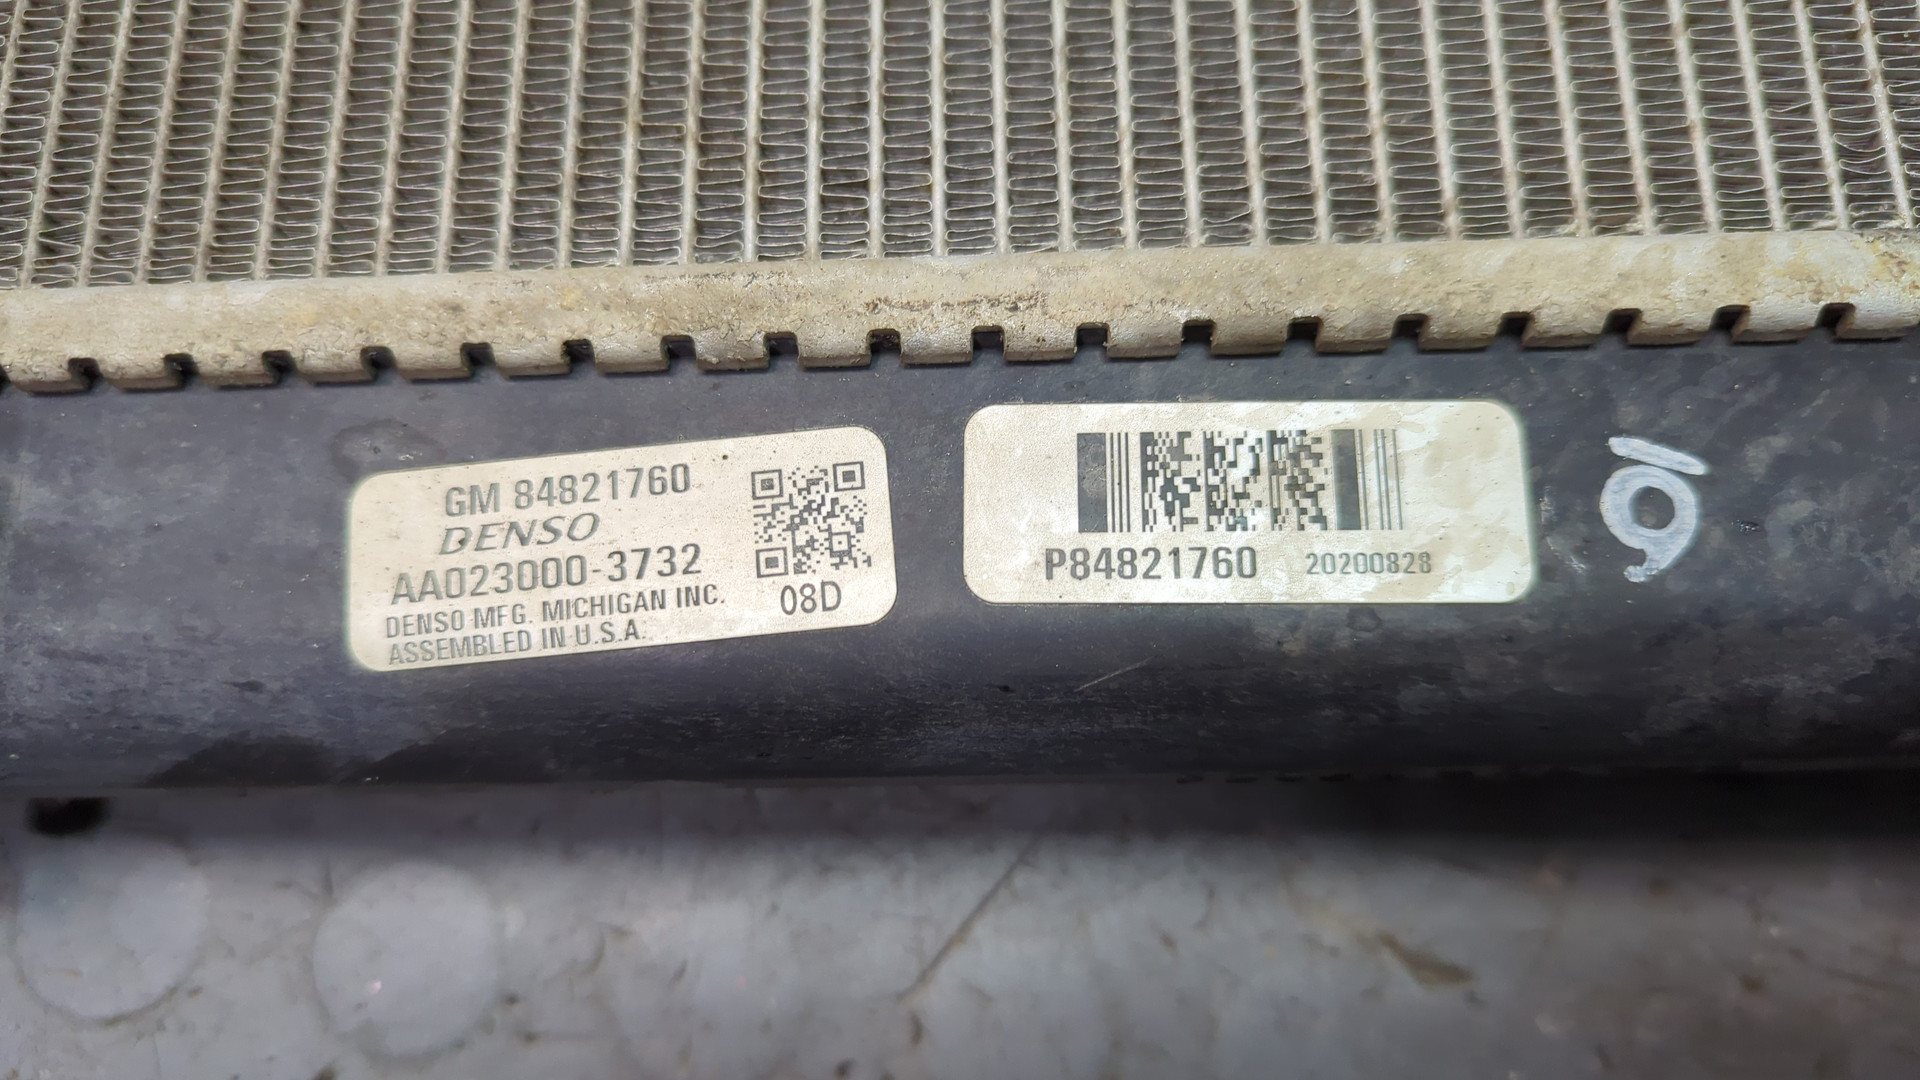 GM 84821760
DENSO
AA023000-3732
DENSO MFG. MICHIGAN INC.
ASSEMBLED IN U.S.A.
08D
P84821760 20200828